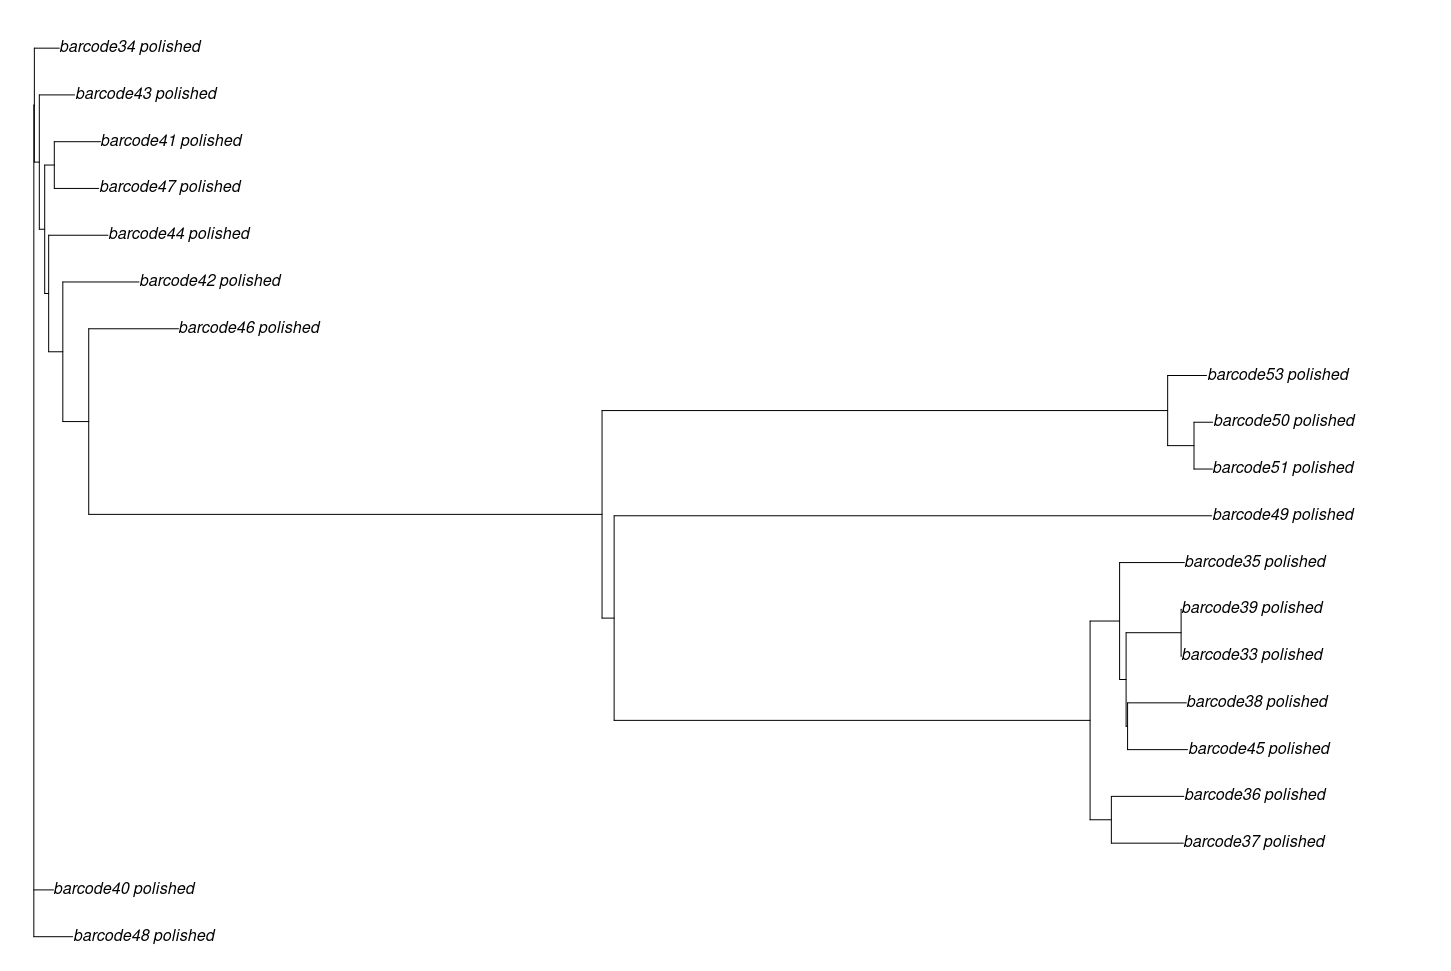 barcode34 polished
barcode43 polished
barcode41 polished
barcode47 polished
barcode44 polished
barcode42 polished
barcode46 polished
barcode53 polished
barcode50 polished
barcode51 polished
barcode49 polished
barcode35 polished
barcode39 polished
barcode33 polished
barcode38 polished
barcode45 polished
barcode36 polished
barcode37 polished
barcode40 polished
barcode48 polished